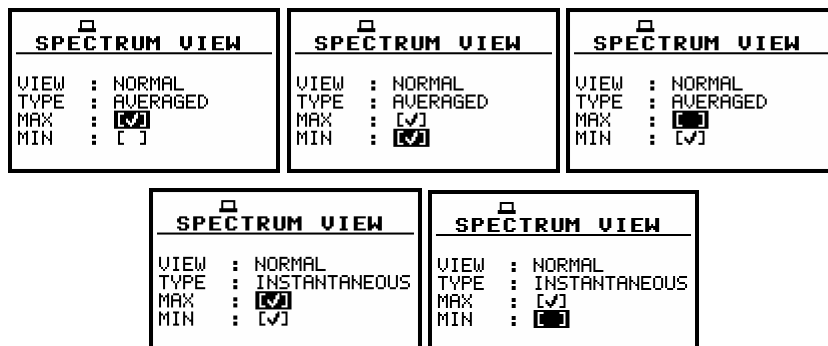 SPECTRUM VIEW
VIEW : NORMAL
TYPE : AVERAGED
MAX : [✓]
MIN : [ ]
SPECTRUM VIEW
VIEW : NORMAL
TYPE : AVERAGED
MAX : [✓]
MIN : [✓]
SPECTRUM VIEW
VIEW : NORMAL
TYPE : AVERAGED
MAX : [ ]
MIN : [✓]
SPECTRUM VIEW
VIEW : NORMAL
TYPE : INSTANTANEOUS
MAX : [✓]
MIN : [✓]
SPECTRUM VIEW
VIEW : NORMAL
TYPE : INSTANTANEOUS
MAX : [✓]
MIN : [ ]